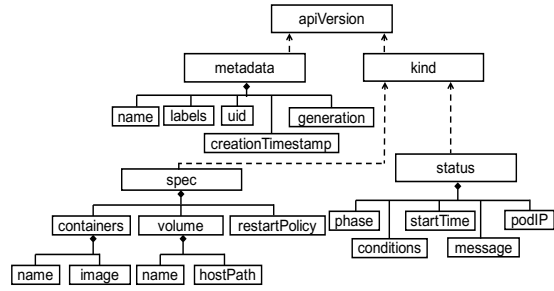 apiVersion
metadata
kind
name
labels
uid
generation
creationTimestamp
spec
status
containers
volume
restartPolicy
phase
startTime
podIP
conditions
message
name
image
name
hostPath